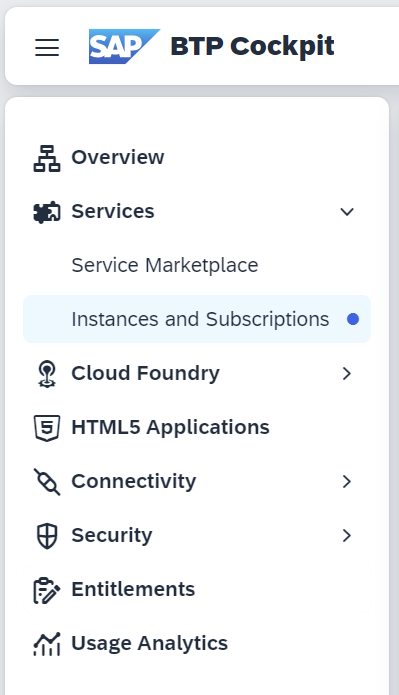 SAP BTP Cockpit
Overview
Services
Service Marketplace
Instances and Subscriptions
Cloud Foundry
5 HTML5 Applications
Connectivity
Security
Entitlements
Usage Analytics